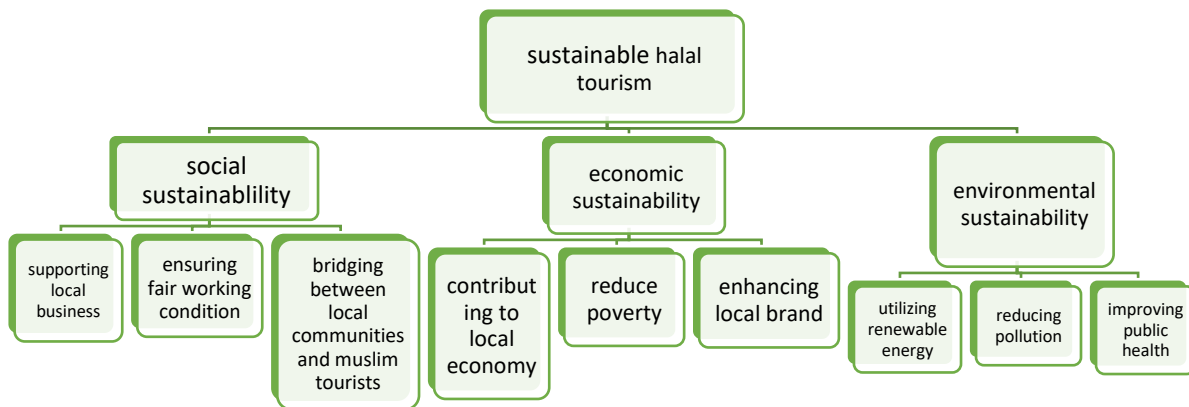 sustainable halal
tourism
social
sustainablility
economic
sustainability
environmental
sustainability
supporting
local
business
ensuring
fair working
condition
bridging
between
local
communities
and muslim
tourists
contribut
ing to
local
economy
reduce
poverty
enhancing
local brand
utilizing
renewable
energy
reducing
pollution
improving
public
health